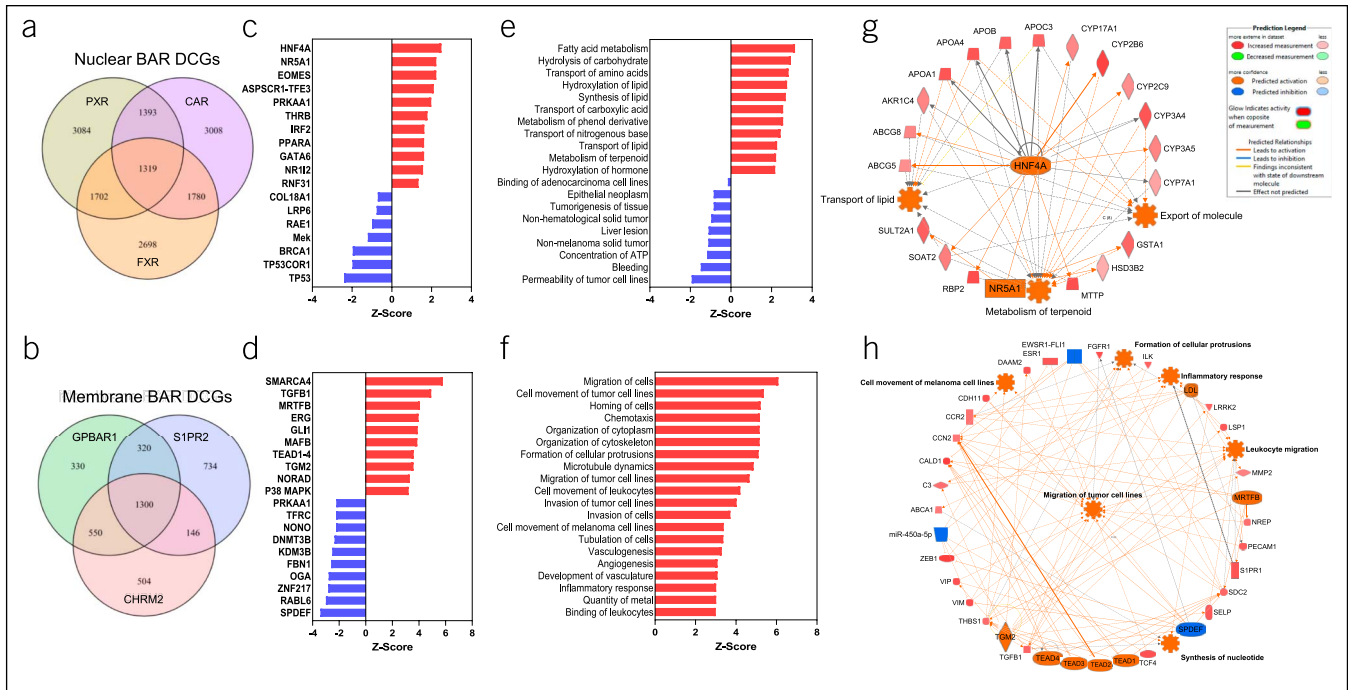 a
Nuclear BAR DCGs
PXR
1393
CAR
3084
3008
1319
1702
1780
2698
FXR
b
Membrane BAR DCGs
GPBAR1
320
S1PR2
330
734
1300
550
146
504
CHRM2
c
HNF4A
NR5A1
EOMES
ASPSCR1-TFE3
PRKAA1
THRB
IRF2
PPARA
GATA6
NR1I2
RNF31
COL18A1
LRP6
RAE1
Mek
BRCA1
TP53COR1
TP53
-4 -2 0 2 4
Z-Score
d
SMARCA4
TGFB1
MRTFB
ERG
GLI1
MAFB
TEAD1-4
TGM2
NORAD
P38 MAPK
PRKAA1
TFRC
NONO
DNMT3B
KDM3B
FBN1
OGA
ZNF217
RABL6
SPDEF
-4 -2 0 2 4 6 8
Z-Score
e
Fatty acid metabolism
Hydrolysis of carbohydrate
Transport of amino acids
Hydroxylation of lipid
Synthesis of lipid
Transport of carboxylic acid
Metabolism of phenol derivative
Transport of nitrogenous base
Transport of lipid
Metabolism of terpenoid
Hydroxylation of hormone
Binding of adenocarcinoma cell lines
Epithelial neoplasm
Tumorigenesis of tissue
Non-hematological solid tumor
Liver lesion
Non-melanoma solid tumor
Concentration of ATP
Bleeding
Permeability of tumor cell lines
-4 -2 0 2 4
Z-Score
f
Migration of cells
Cell movement of tumor cell lines
Homing of cells
Chemotaxis
Organization of cytoplasm
Organization of cytoskeleton
Formation of cellular protrusions
Microtubule dynamics
Migration of tumor cell lines
Cell movement of leukocytes
Invasion of tumor cell lines
Invasion of cells
Cell movement of melanoma cell lines
Tubulation of cells
Vasculogenesis
Angiogenesis
Development of vasculature
Inflammatory response
Quantity of metal
Binding of leukocytes
0 2 4 6 8
Z-Score
g
APOC3
APOB
CYP17A1
APOA4
CYP2B6
APOA1
CYP2C9
AKR1C4
CYP3A4
ABCG8
CYP3A5
ABCG5
HNF4A
CYP7A1
Transport of lipid
Export of molecule
SULT2A1
GSTA1
SOAT2
HSD3B2
RBP2
NR5A1
MTTP
Metabolism of terpenoid
Prediction Legend
more extreme in dataset less
Increased measurement
Decreased measurement
more confidence less
Predicted activation
Predicted inhibition
Glow Indicates activity
when opposite
of measurement
Predicted Relationships
Leads to activation
Leads to inhibition
Findings inconsistent
with state of downstream
molecule
Effect not predicted
h
EWSR1-FLI1
FGFR1
Formation of cellular protrusions
ESR1
ILK
DAAM2
Inflammatory response
Cell movement of melanoma cell lines
LDL
CDH11
LRRK2
CCR2
LSP1
CCN2
Leukocyte migration
CALD1
MMP2
C3
Migration of tumor cell lines
MRTFB
ABCA1
NREP
miR-450a-5p
PECAM1
ZEB1
S1PR1
VIP
SDC2
VIM
SELP
THBS1
SPDEF
TGM2
TGFB1
TEAD4
TEAD3
TEAD2
TEAD1
TCF4
Synthesis of nucleotide